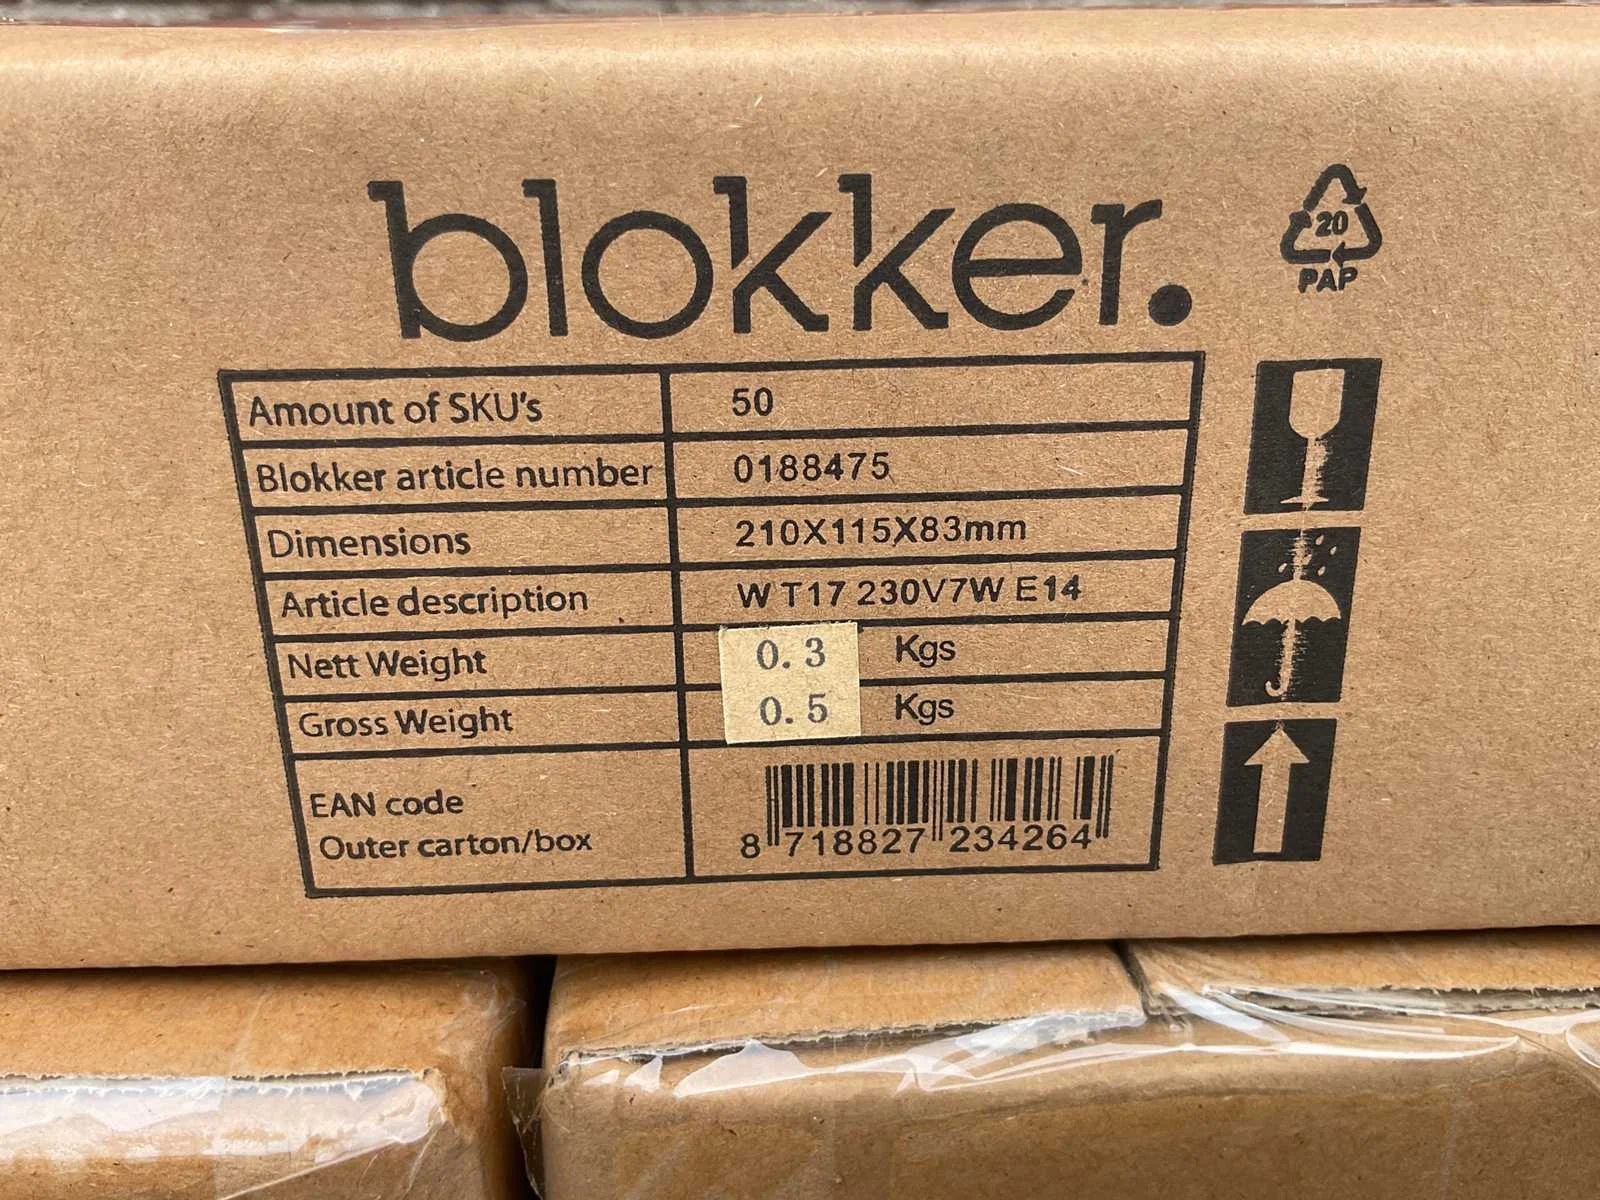 blokker.
20
PAP
Amount of SKU's 50
Blokker article number 0188475
Dimensions 210X115X83mm
Article description W T17 230V7W E14
Nett Weight 0.3 Kgs
Gross Weight 0.5 Kgs
EAN code
Outer carton/box 8 718827 234264